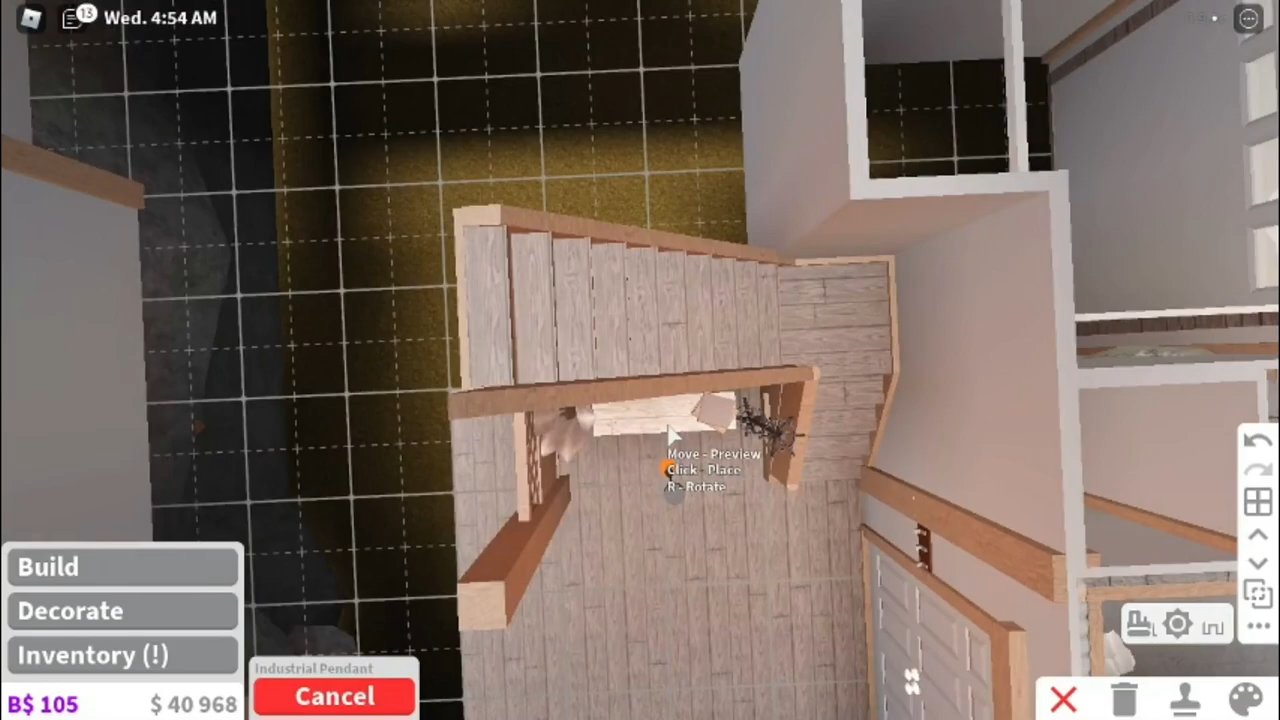 13 Wed. 4:54 AM
Move - Preview
Click - Place
R - Rotate
Build
Decorate
Inventory (!)
B$ 105 $ 40 968
Industrial Pendant
Cancel